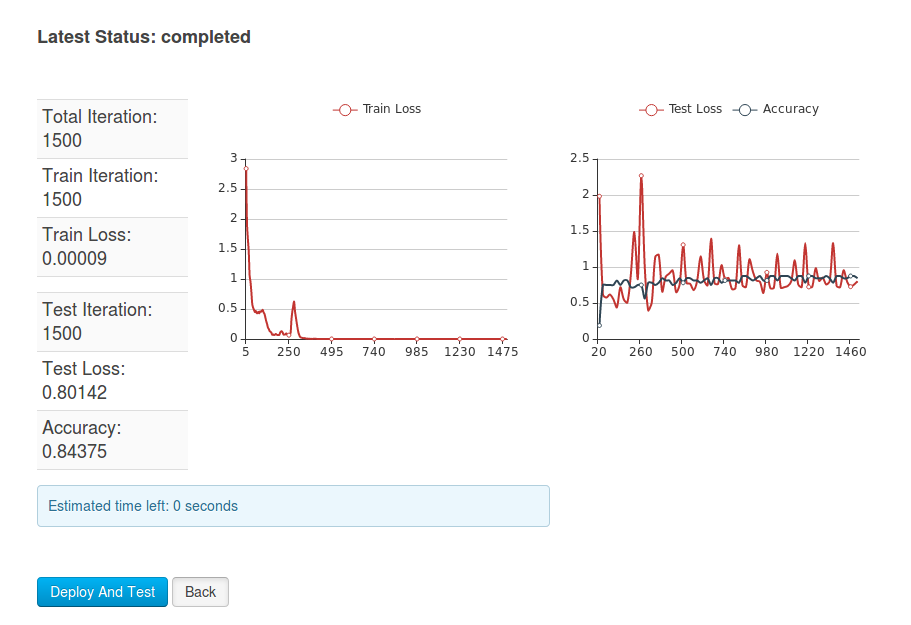 Latest Status: completed
Total Iteration:
1500
Train Iteration:
1500
Train Loss:
0.00009
Test Iteration:
1500
Test Loss:
0.80142
Accuracy:
0.84375
Train Loss
3
2.5
2
1.5
1
0.5
0
5 250 495 740 985 1230 1475
Test Loss Accuracy
2.5
2
1.5
1
0.5
0
20 260 500 740 980 1220 1460
Estimated time left: 0 seconds
Deploy And Test Back